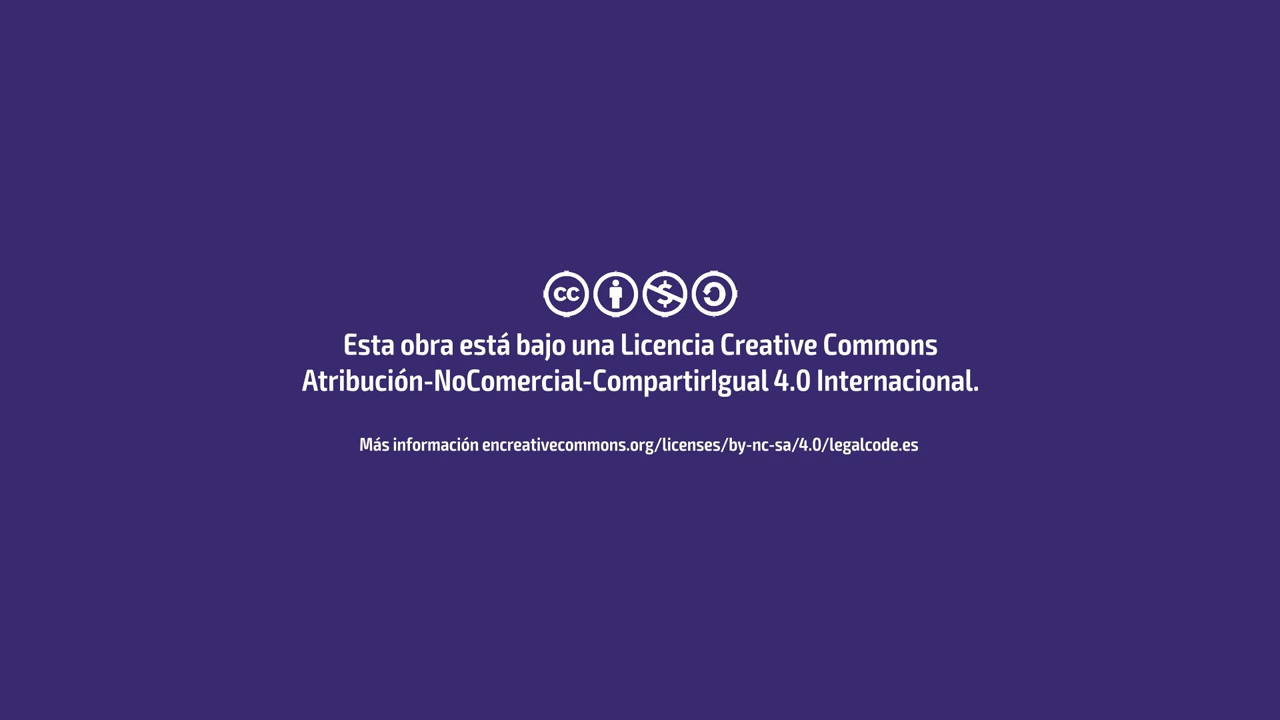 cc
Esta obra está bajo una Licencia Creative Commons
Atribución-NoComercial-CompartirIgual 4.0 Internacional.
Más información encreativecommons.org/licenses/by-nc-sa/4.0/legalcode.es